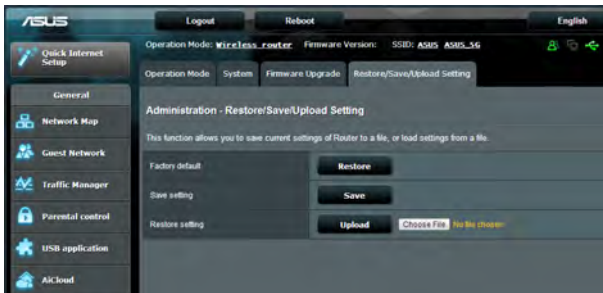 ASUS
Logout Reboot English
Quick Internet Setup
Operation Mode: Wireless router Firmware Version: SSID: ASUS ASUS_5G
Operation Mode System Firmware Upgrade Restore/Save/Upload Setting
General
Network Map
Guest Network
Traffic Manager
Parental control
USB application
AiCloud
Administration - Restore/Save/Upload Setting
This function allows you to save current settings of Router to a file, or load settings from a file.
Factory default Restore
Save setting Save
Restore setting Upload Choose File No file chosen